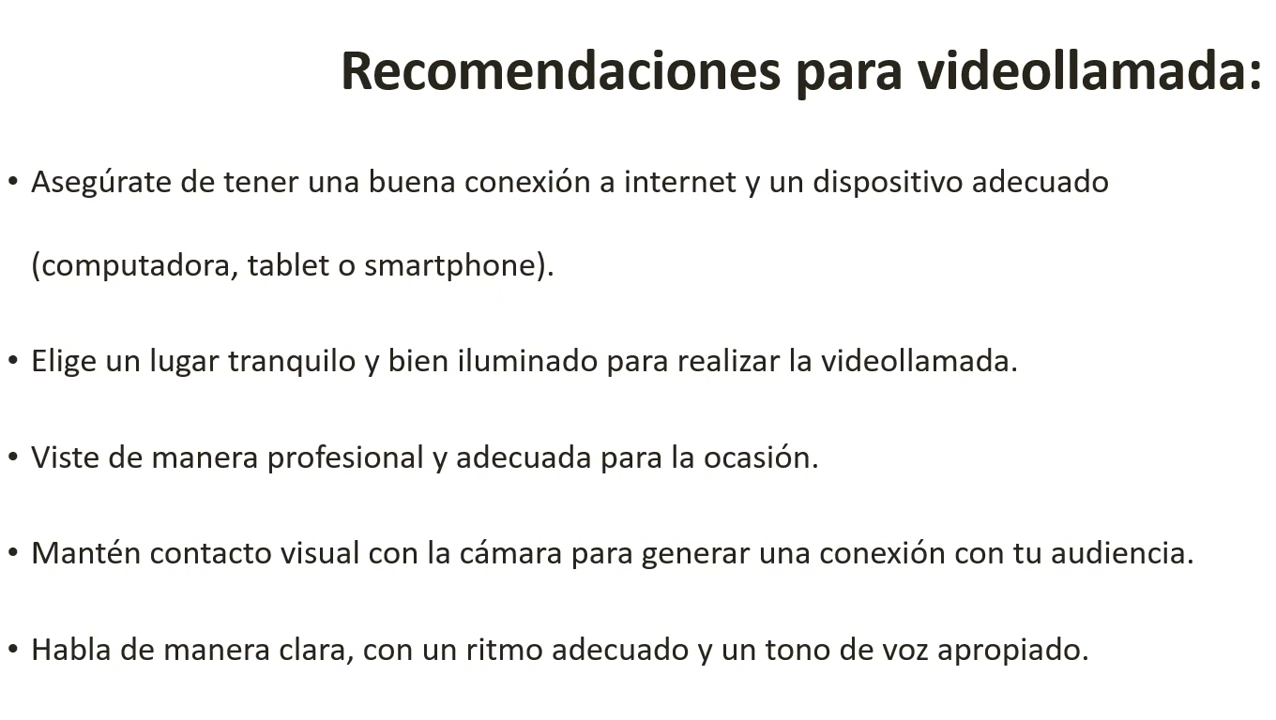 Recomendaciones para videollamada:
• Asegúrate de tener una buena conexión a internet y un dispositivo adecuado
(computadora, tablet o smartphone).
• Elige un lugar tranquilo y bien iluminado para realizar la videollamada.
• Viste de manera profesional y adecuada para la ocasión.
• Mantén contacto visual con la cámara para generar una conexión con tu audiencia.
• Habla de manera clara, con un ritmo adecuado y un tono de voz apropiado.